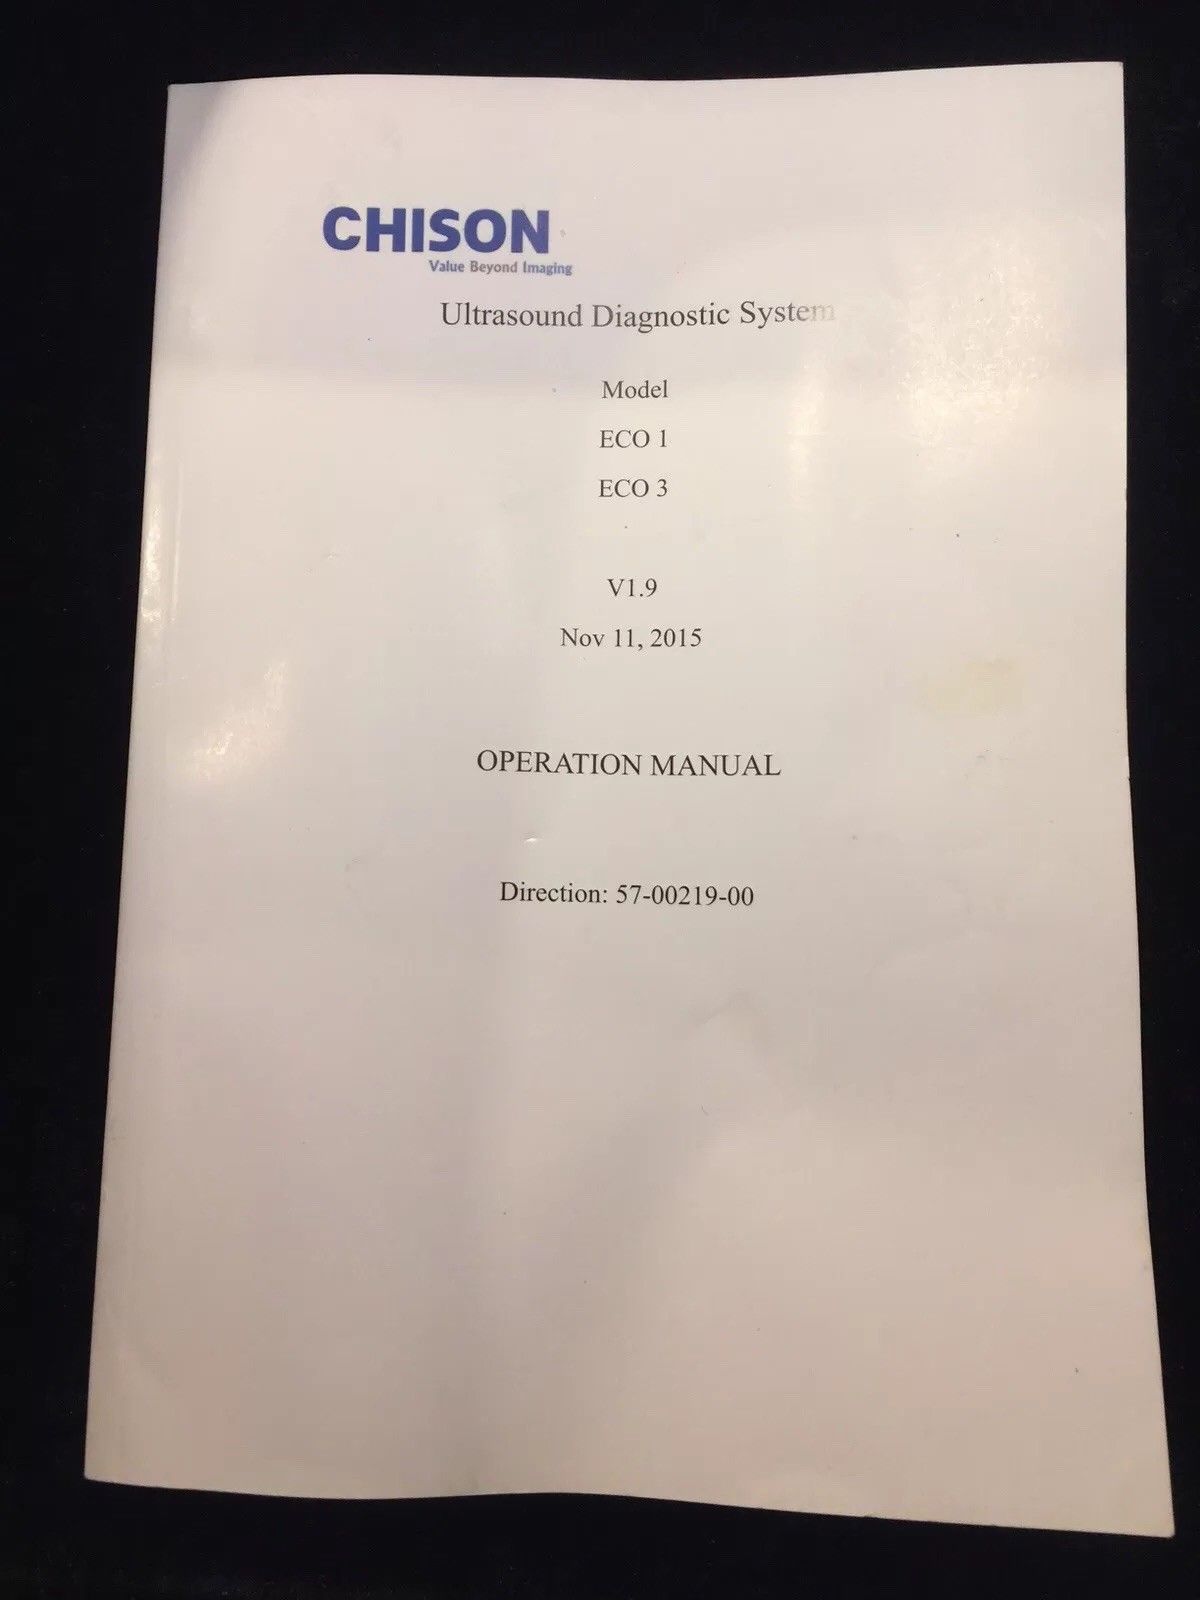 CHISON
Value Beyond Imaging
Ultrasound Diagnostic System
Model
ECO 1
ECO 3
V1.9
Nov 11, 2015
OPERATION MANUAL
Direction: 57-00219-00